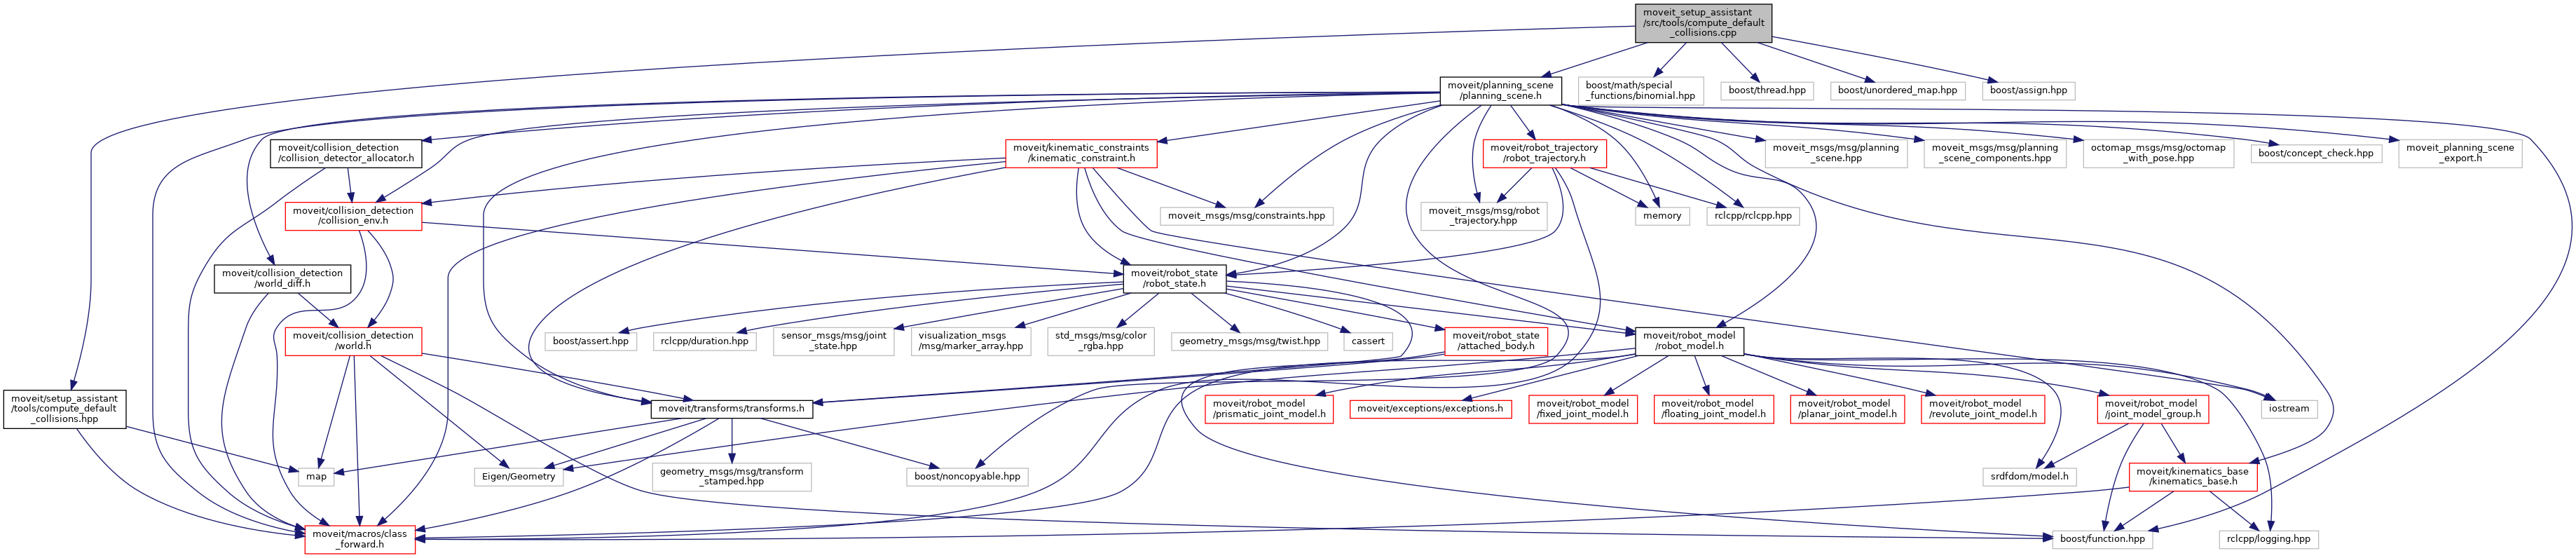 moveit_setup_assistant
/src/tools/compute_default
_collisions.cpp
moveit/planning_scene
/planning_scene.h
boost/math/special
_functions/binomial.hpp
boost/thread.hpp
boost/unordered_map.hpp
boost/assign.hpp
moveit/collision_detection
/collision_detector_allocator.h
moveit/kinematic_constraints
/kinematic_constraint.h
moveit/robot_trajectory
/robot_trajectory.h
moveit_msgs/msg/planning
_scene.hpp
moveit_msgs/msg/planning
_scene_components.hpp
octomap_msgs/msg/octomap
_with_pose.hpp
boost/concept_check.hpp
moveit_planning_scene
_export.h
moveit/collision_detection
/collision_env.h
moveit_msgs/msg/constraints.hpp
moveit_msgs/msg/robot
_trajectory.hpp
memory
rclcpp/rclcpp.hpp
moveit/collision_detection
/world_diff.h
moveit/robot_state
/robot_state.h
moveit/collision_detection
/world.h
boost/assert.hpp
rclcpp/duration.hpp
sensor_msgs/msg/joint
_state.hpp
visualization_msgs
/msg/marker_array.hpp
std_msgs/msg/color
_rgba.hpp
geometry_msgs/msg/twist.hpp
cassert
moveit/robot_state
/attached_body.h
moveit/robot_model
/robot_model.h
moveit/setup_assistant
/tools/compute_default
_collisions.hpp
moveit/transforms/transforms.h
moveit/robot_model
/prismatic_joint_model.h
moveit/exceptions/exceptions.h
moveit/robot_model
/fixed_joint_model.h
moveit/robot_model
/floating_joint_model.h
moveit/robot_model
/planar_joint_model.h
moveit/robot_model
/revolute_joint_model.h
moveit/robot_model
/joint_model_group.h
iostream
map
Eigen/Geometry
geometry_msgs/msg/transform
_stamped.hpp
boost/noncopyable.hpp
srdfdom/model.h
moveit/kinematics_base
/kinematics_base.h
moveit/macros/class
_forward.h
boost/function.hpp
rclcpp/logging.hpp